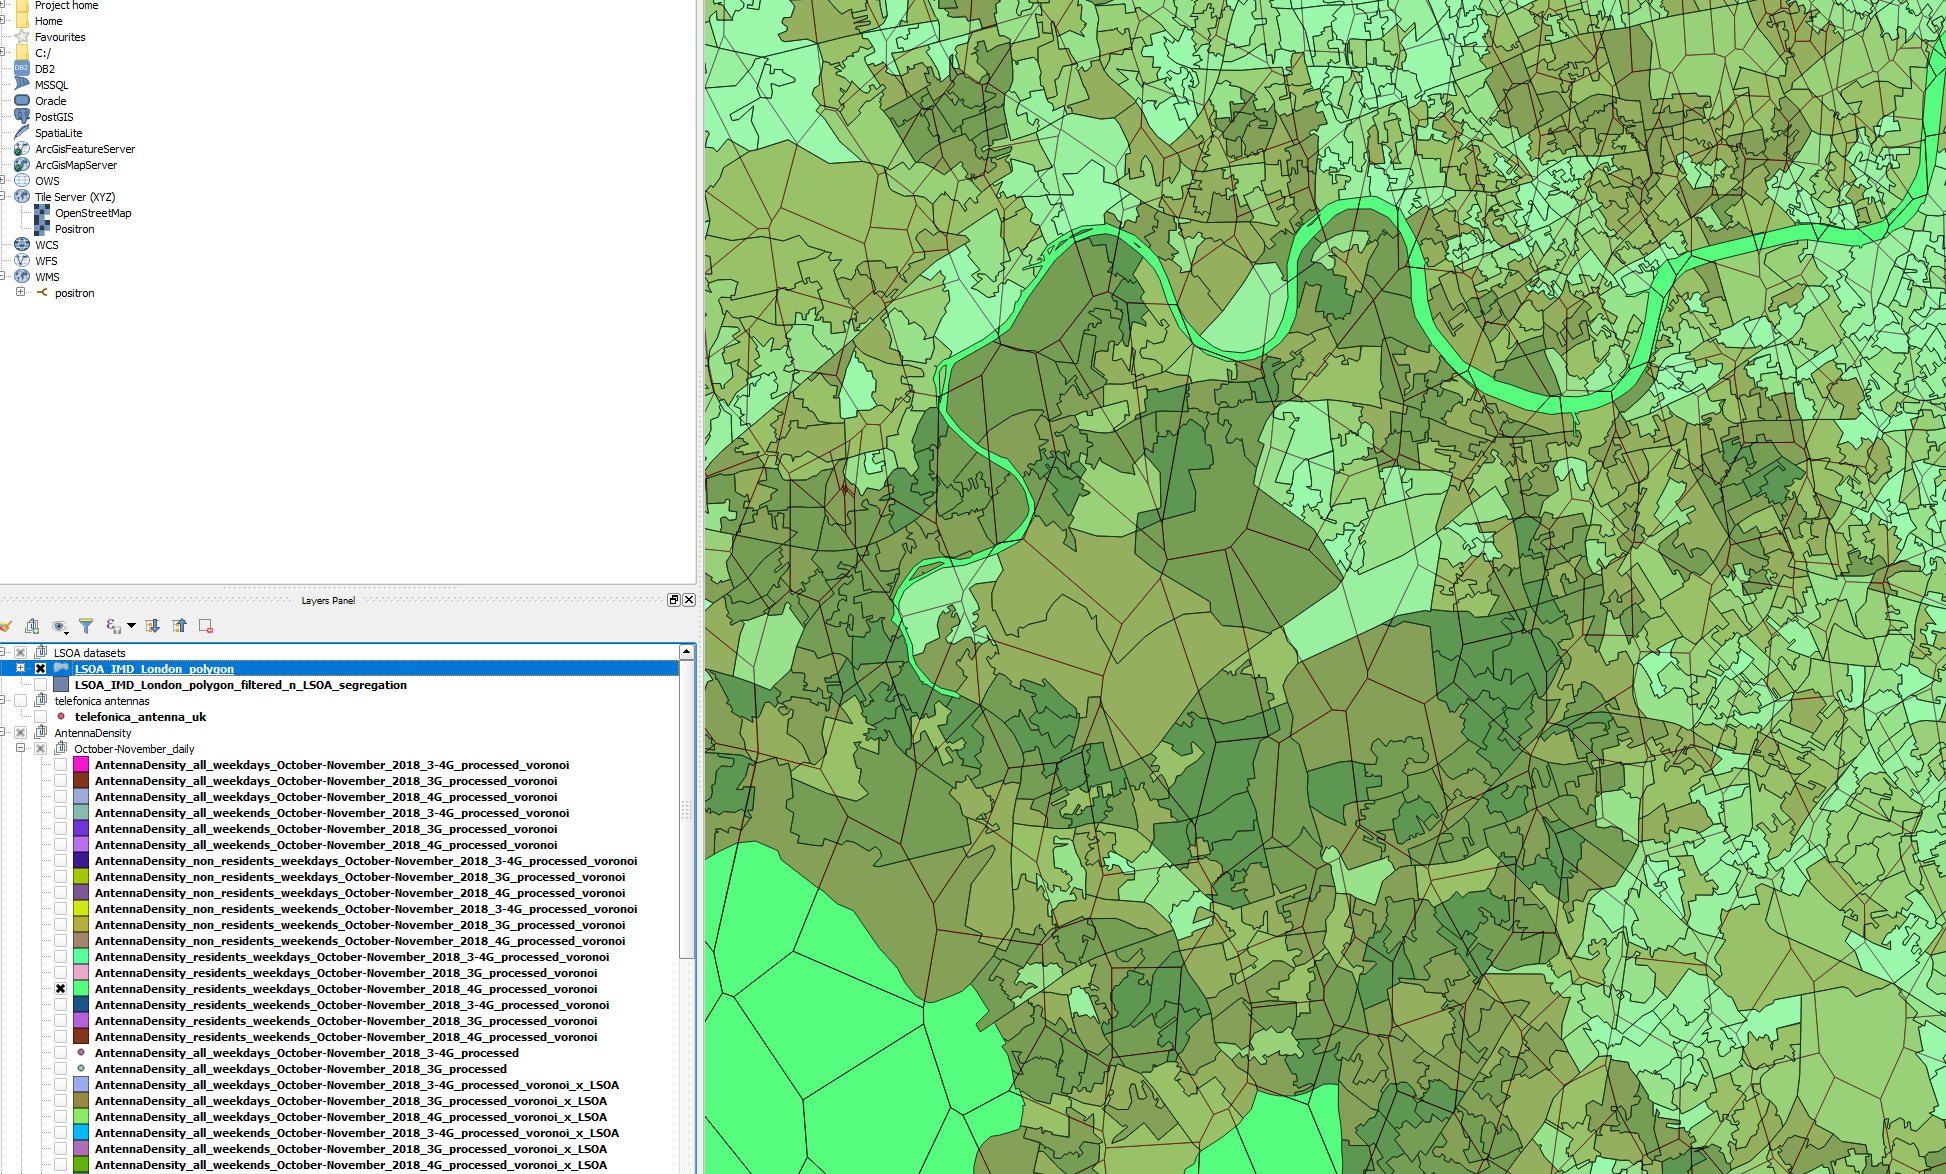 Project home
Home
Favourites
C:/
DB2
MSSQL
Oracle
PostGIS
SpatiaLite
ArcGisFeatureServer
ArcGisMapServer
OWS
Tile Server (XYZ)
OpenStreetMap
Positron
WCS
WFS
WMS
positron
Layers Panel
LSOA datasets
LSOA_IMD_London_polygon
LSOA_IMD_London_polygon_filtered_n_LSOA_segregation
telefonica antennas
telefonica_antenna_uk
AntennaDensity
October-November_daily
AntennaDensity_all_weekdays_October-November_2018_3-4G_processed_voronoi
AntennaDensity_all_weekdays_October-November_2018_3G_processed_voronoi
AntennaDensity_all_weekdays_October-November_2018_4G_processed_voronoi
AntennaDensity_all_weekends_October-November_2018_3-4G_processed_voronoi
AntennaDensity_all_weekends_October-November_2018_3G_processed_voronoi
AntennaDensity_all_weekends_October-November_2018_4G_processed_voronoi
AntennaDensity_non_residents_weekdays_October-November_2018_3-4G_processed_voronoi
AntennaDensity_non_residents_weekdays_October-November_2018_3G_processed_voronoi
AntennaDensity_non_residents_weekdays_October-November_2018_4G_processed_voronoi
AntennaDensity_non_residents_weekends_October-November_2018_3-4G_processed_voronoi
AntennaDensity_non_residents_weekends_October-November_2018_3G_processed_voronoi
AntennaDensity_non_residents_weekends_October-November_2018_4G_processed_voronoi
AntennaDensity_residents_weekdays_October-November_2018_3-4G_processed_voronoi
AntennaDensity_residents_weekdays_October-November_2018_3G_processed_voronoi
AntennaDensity_residents_weekdays_October-November_2018_4G_processed_voronoi
AntennaDensity_residents_weekends_October-November_2018_3-4G_processed_voronoi
AntennaDensity_residents_weekends_October-November_2018_3G_processed_voronoi
AntennaDensity_residents_weekends_October-November_2018_4G_processed_voronoi
AntennaDensity_all_weekdays_October-November_2018_3-4G_processed
AntennaDensity_all_weekdays_October-November_2018_3G_processed
AntennaDensity_all_weekdays_October-November_2018_3-4G_processed_voronoi_x_LSOA
AntennaDensity_all_weekdays_October-November_2018_3G_processed_voronoi_x_LSOA
AntennaDensity_all_weekdays_October-November_2018_4G_processed_voronoi_x_LSOA
AntennaDensity_all_weekends_October-November_2018_3-4G_processed_voronoi_x_LSOA
AntennaDensity_all_weekends_October-November_2018_3G_processed_voronoi_x_LSOA
AntennaDensity_all_weekends_October-November_2018_4G_processed_voronoi_x_LSOA